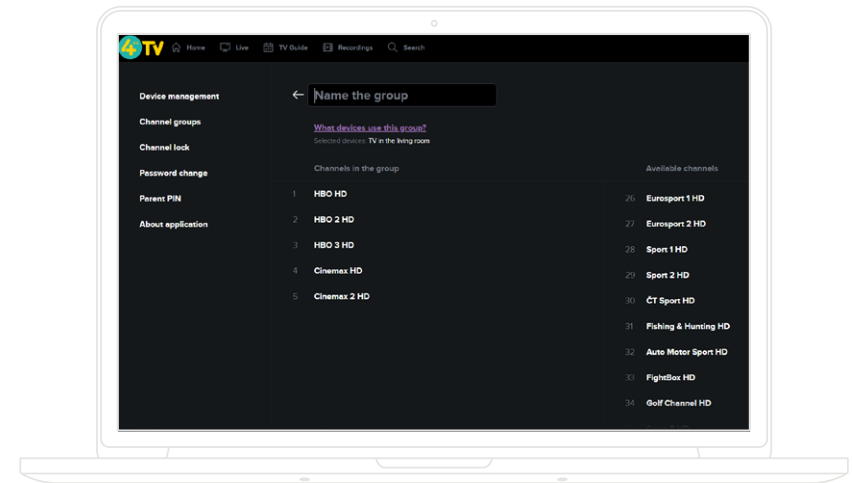 4 TV Home Live TV Guide Recordings Search
Device management
Channel groups
Channel lock
Password change
Parent PIN
About application
Name the group
What devices use this group?
Selected devices: TV in the living room
Channels in the group
1 HBO HD
2 HBO 2 HD
3 HBO 3 HD
4 Cinemax HD
5 Cinemax 2 HD
Available channels
26 Eurosport 1 HD
27 Eurosport 2 HD
28 Sport 1 HD
29 Sport 2 HD
30 ČT Sport HD
31 Fishing & Hunting HD
32 Auto Motor Sport HD
33 FightBox HD
34 Golf Channel HD